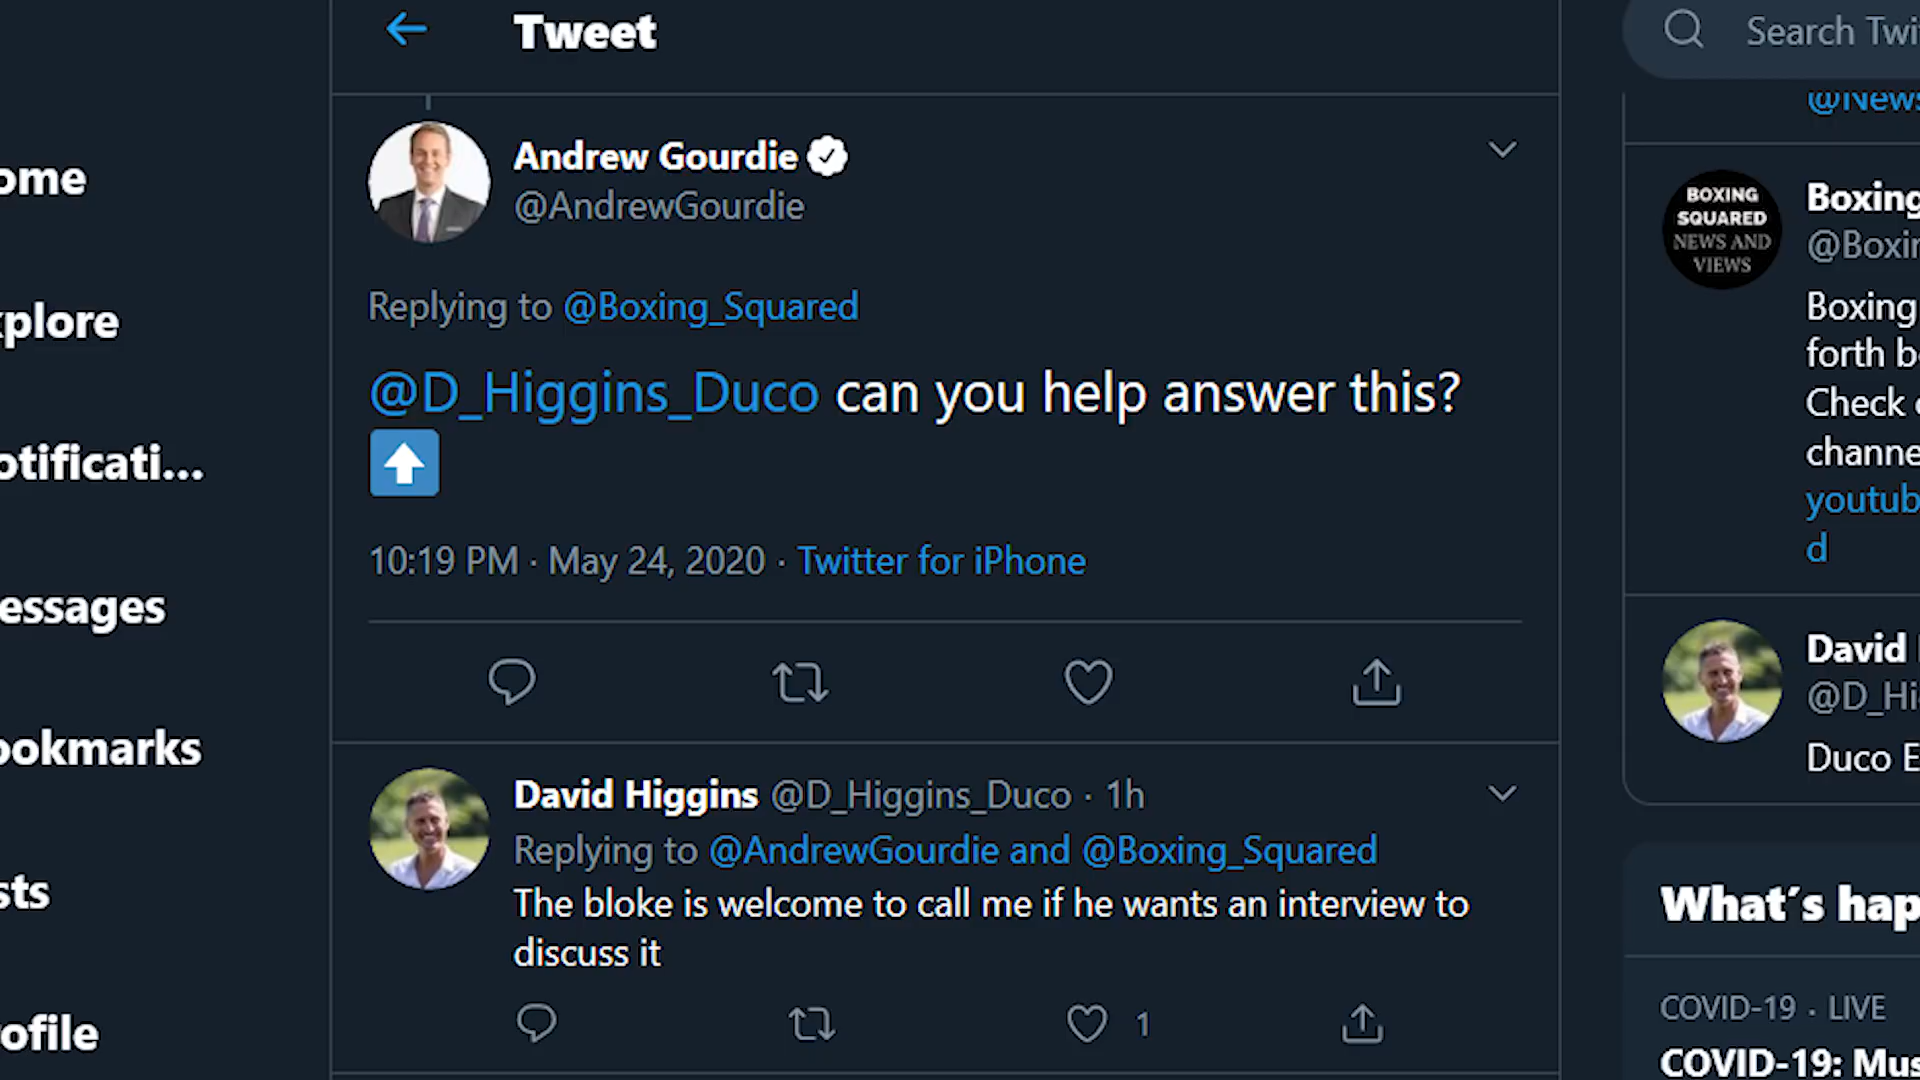 Tweet
Search Twi
ome
xplore
otificati...
essages
ookmarks
sts
rofile
Andrew Gourdie
@AndrewGourdie
Replying to @Boxing_Squared
@D_Higgins_Duco can you help answer this?
10:19 PM · May 24, 2020 · Twitter for iPhone
David Higgins @D_Higgins_Duco · 1h
Replying to @AndrewGourdie and @Boxing_Squared
The bloke is welcome to call me if he wants an interview to
discuss it
1
@News
BOXING
SQUARED
NEWS AND
VIEWS
Boxing
@Boxin
Boxing
forth b
Check
channe
youtub
d
David
@D_Hi
Duco E
What's hap
COVID-19 · LIVE
COVID-19: Mus